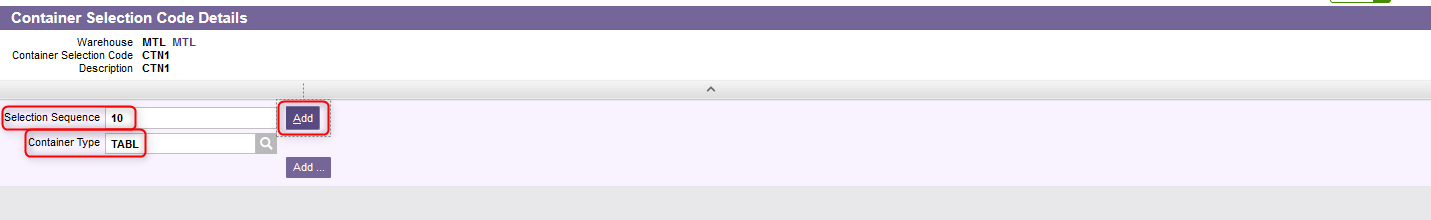 Container Selection Code Details
Warehouse MTL MTL
Container Selection Code CTN1
Description CTN1
Selection Sequence 10 Add
Container Type TABL
Add ...